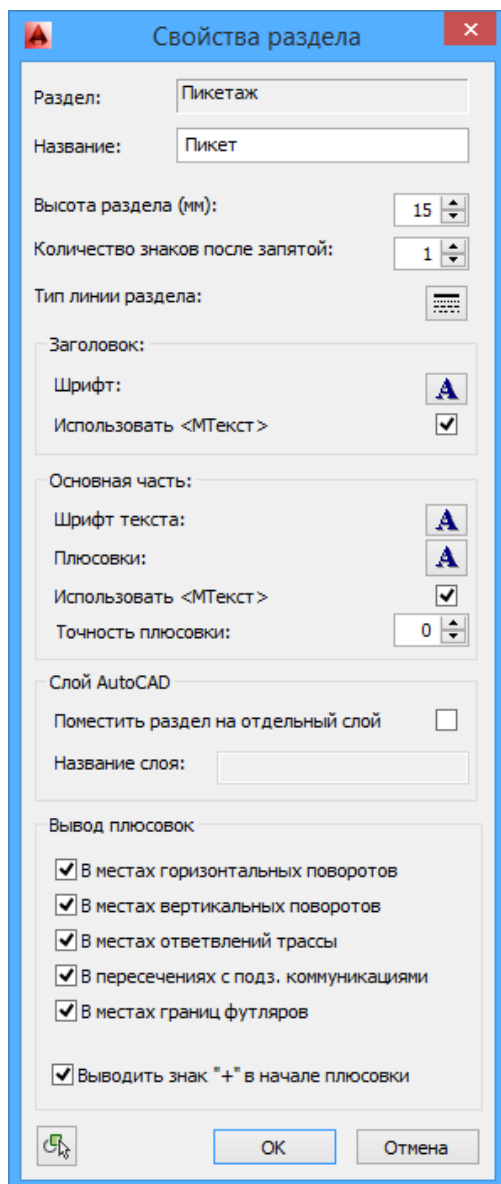 Свойства раздела
Раздел: Пикетаж
Название: Пикет
Высота раздела (мм): 15
Количество знаков после запятой: 1
Тип линии раздела:
Заголовок:
Шрифт: A
Использовать <МТекст>
Основная часть:
Шрифт текста: A
Плюсовки: A
Использовать <МТекст>
Точность плюсовки: 0
Слой AutoCAD
Поместить раздел на отдельный слой
Название слоя:
Вывод плюсовок
В местах горизонтальных поворотов
В местах вертикальных поворотов
В местах ответвлений трассы
В пересечениях с подз. коммуникациями
В местах границ футляров
Выводить знак "+" в начале плюсовки
OK Отмена